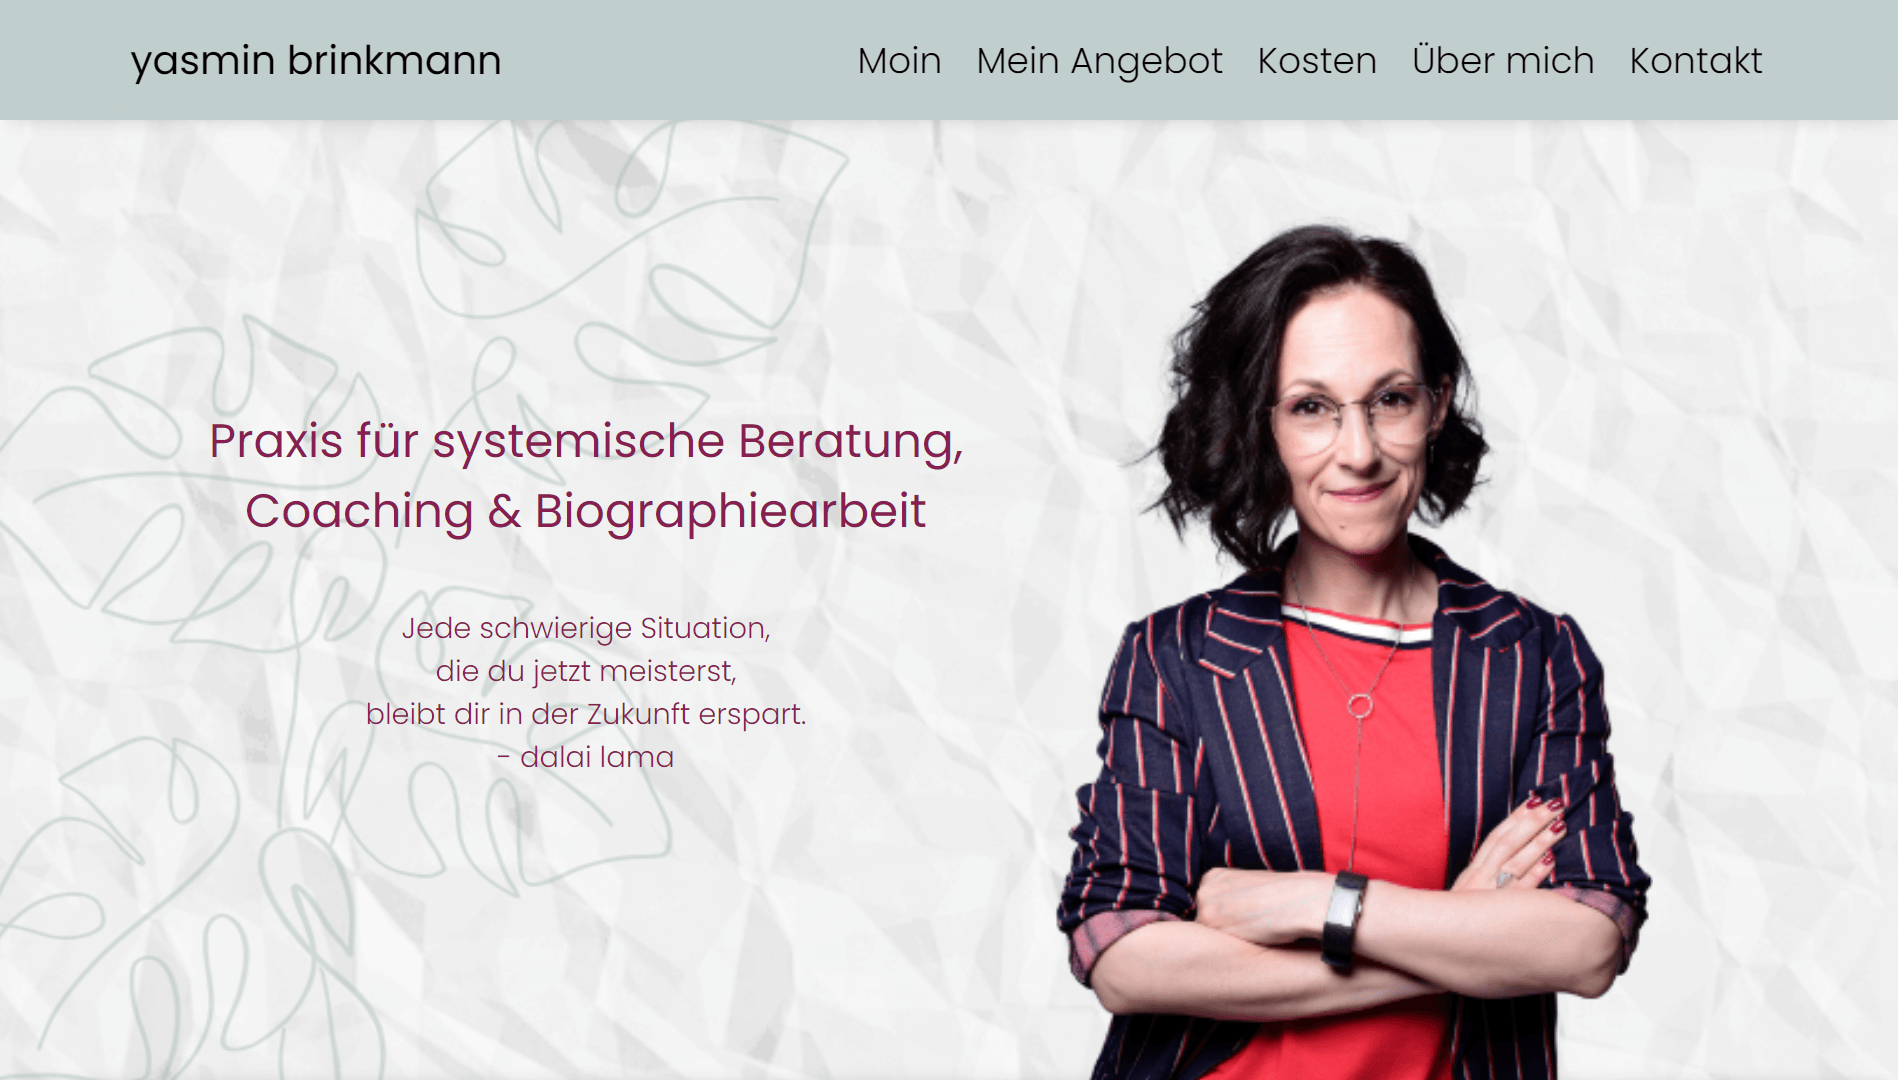 yasmin brinkmann
Moin Mein Angebot Kosten Über mich Kontakt
Praxis für systemische Beratung,
Coaching & Biographiearbeit
Jede schwierige Situation,
die du jetzt meisterst,
bleibt dir in der Zukunft erspart.
- dalai lama